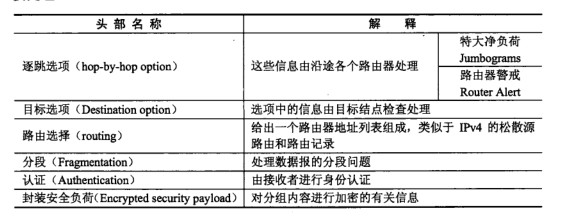 头部名称 解释
逐跳选项（hop-by-hop option） 这些信息由沿途各个路由器处理 特大净负荷
Jumbograms
路由器警戒
Router Alert
目标选项（Destination option） 选项中的信息由目标结点检查处理
路由选择（routing） 给出一个路由器地址列表组成，类似于 IPv4 的松散源
路由和路由记录
分段（Fragmentation） 处理数据报的分段问题
认证（Authentication） 由接收者进行身份认证
封装安全负荷（Encrypted security payload） 对分组内容进行加密的有关信息